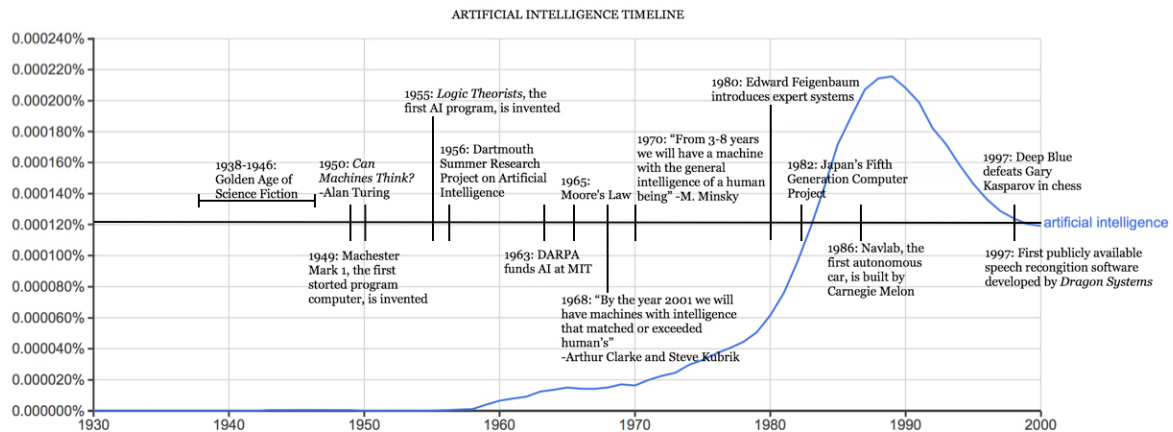 ARTIFICIAL INTELLIGENCE TIMELINE
0.000240%
0.000220%
0.000200%
0.000180%
0.000160%
0.000140%
0.000120%
0.000100%
0.000080%
0.000060%
0.000040%
0.000020%
0.000000%
1938-1946:
Golden Age of
Science Fiction
1950: Can
Machines Think?
-Alan Turing
1949: Machester
Mark 1, the first
storted program
computer, is invented
1955: Logic Theorists, the
first AI program, is invented
1956: Dartmouth
Summer Research
Project on Artificial
Intelligence
1963: DARPA
funds AI at MIT
1965:
Moore's Law
1968: “By the year 2001 we will
have machines with intelligence
that matched or exceeded
human’s”
-Arthur Clarke and Steve Kubrik
1970: “From 3-8 years
we will have a machine
with the general
intelligence of a human
being” -M. Minsky
1980: Edward Feigenbaum
introduces expert systems
1982: Japan’s Fifth
Generation Computer
Project
1986: Navlab, the
first autonomous
car, is built by
Carnegie Melon
1997: Deep Blue
defeats Gary
Kasparov in chess
artificial intelligence
1997: First publicly available
speech recongition software
developed by Dragon Systems
1930
1940
1950
1960
1970
1980
1990
2000